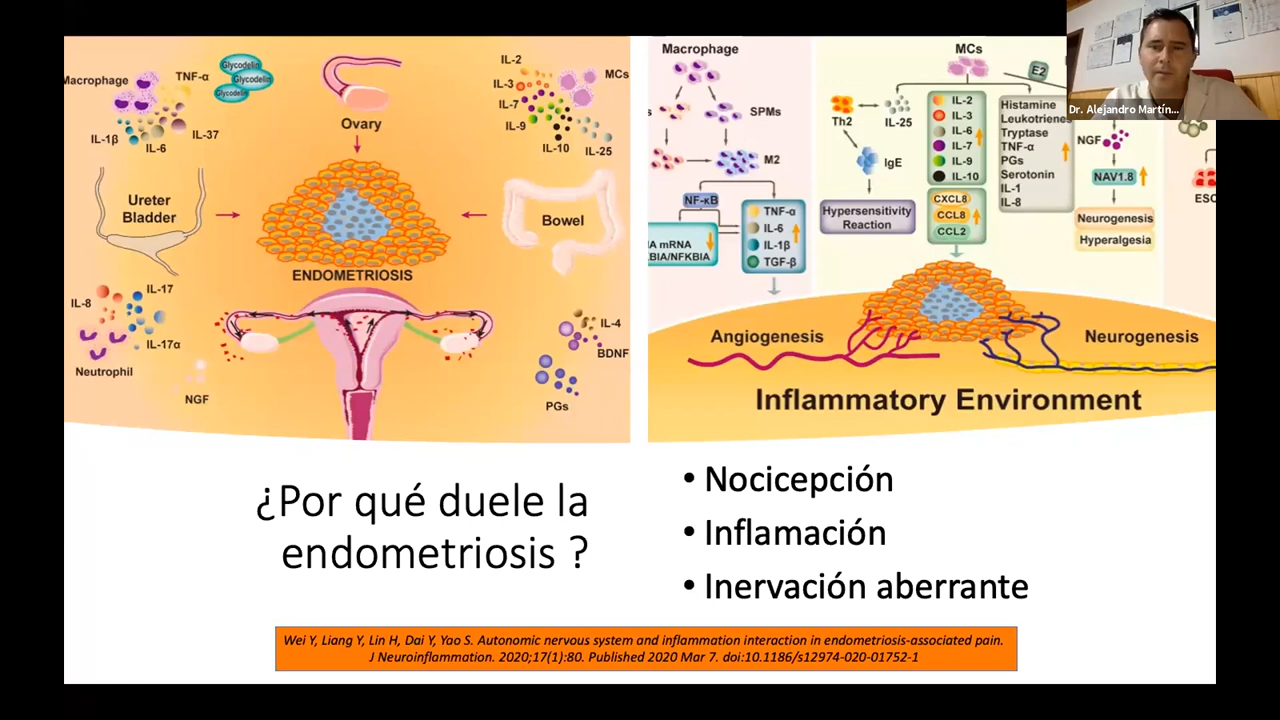 Macrophage
TNF-α
Glycodelin
Glycodelin
Glycodelin
IL-1β
IL-6
IL-37
Ovary
IL-2
IL-3
IL-7
IL-9
IL-10
IL-25
MCs
Ureter
Bladder
Bowel
ENDOMETRIOSIS
IL-8
IL-17
IL-17α
Neutrophil
NGF
IL-4
BDNF
PGs
Macrophage
SPMs
M2
NF-κB
TNF-α
IL-6
IL-1β
TGF-β
A mRNA
BIA/NFKBIA
MCs
E2
Th2
IL-25
IgE
Hypersensitivity
Reaction
IL-2
IL-3
IL-6
IL-7
IL-9
IL-10
CXCL8
CCL8
CCL2
Histamine
Leukotrienes
Tryptase
TNF-α
PGs
Serotonin
IL-1
IL-8
NGF
NAV1.8
Neurogenesis
Hyperalgesia
ESC
Angiogenesis
Neurogenesis
Inflammatory Environment
Dr. Alejandro Martín...
¿Por qué duele la
endometriosis ?
• Nocicepción
• Inflamación
• Inervación aberrante
Wei Y, Liang Y, Lin H, Dai Y, Yao S. Autonomic nervous system and inflammation interaction in endometriosis-associated pain.
J Neuroinflammation. 2020;17(1):80. Published 2020 Mar 7. doi:10.1186/s12974-020-01752-1